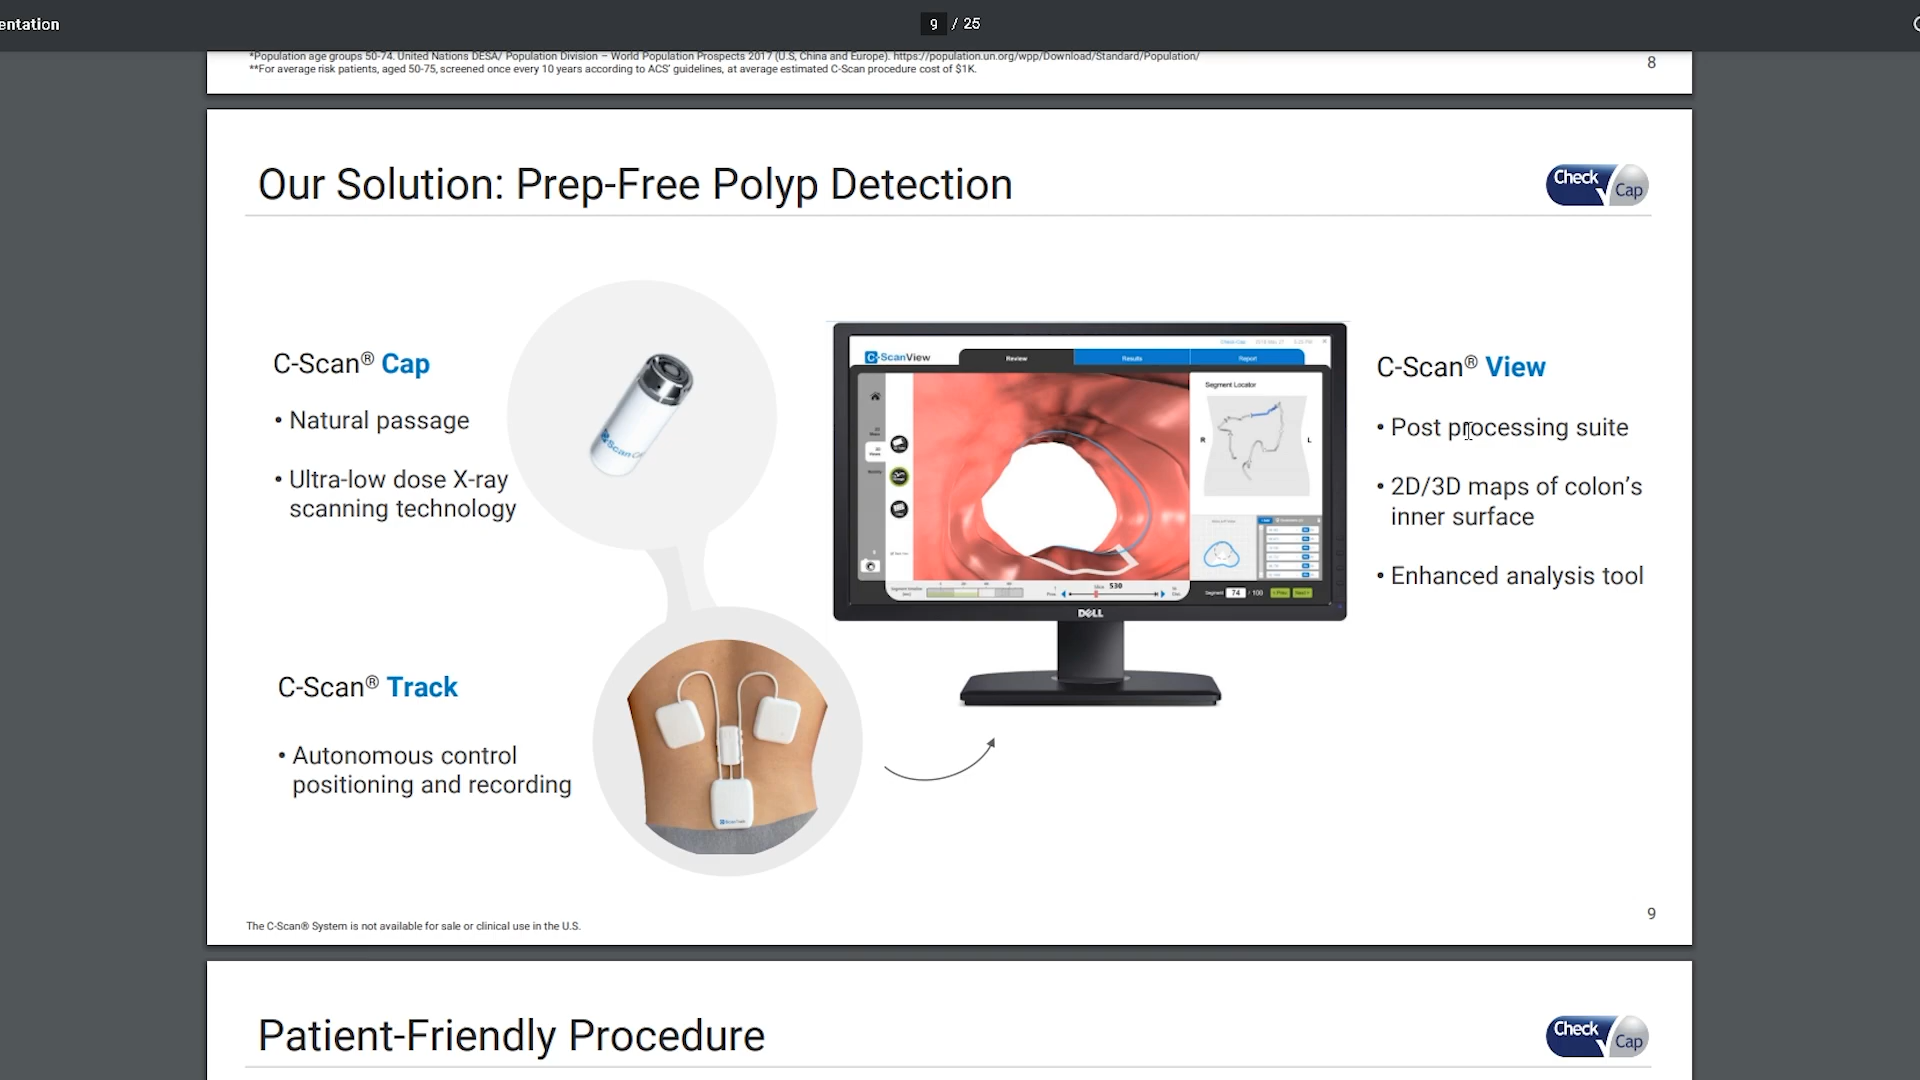 entation
9 / 25
*Population age groups 50-74. United Nations DESA/ Population Division – World Population Prospects 2017 (U.S, China and Europe). https://population.un.org/wpp/Download/Standard/Population/
**For average risk patients, aged 50-75, screened once every 10 years according to ACS' guidelines, at average estimated C-Scan procedure cost of $1K.
8
Our Solution: Prep-Free Polyp Detection
Check Cap
C-Scan® Cap
• Natural passage
• Ultra-low dose X-ray
scanning technology
C-Scan® Track
• Autonomous control
positioning and recording
C-ScanView
Review
Results
Report
Segment Locator
R
L
530
Segment 74 / 100
DELL
C-Scan® View
• Post processing suite
• 2D/3D maps of colon's
inner surface
• Enhanced analysis tool
The C-Scan® System is not available for sale or clinical use in the U.S.
9
Patient-Friendly Procedure
Check Cap